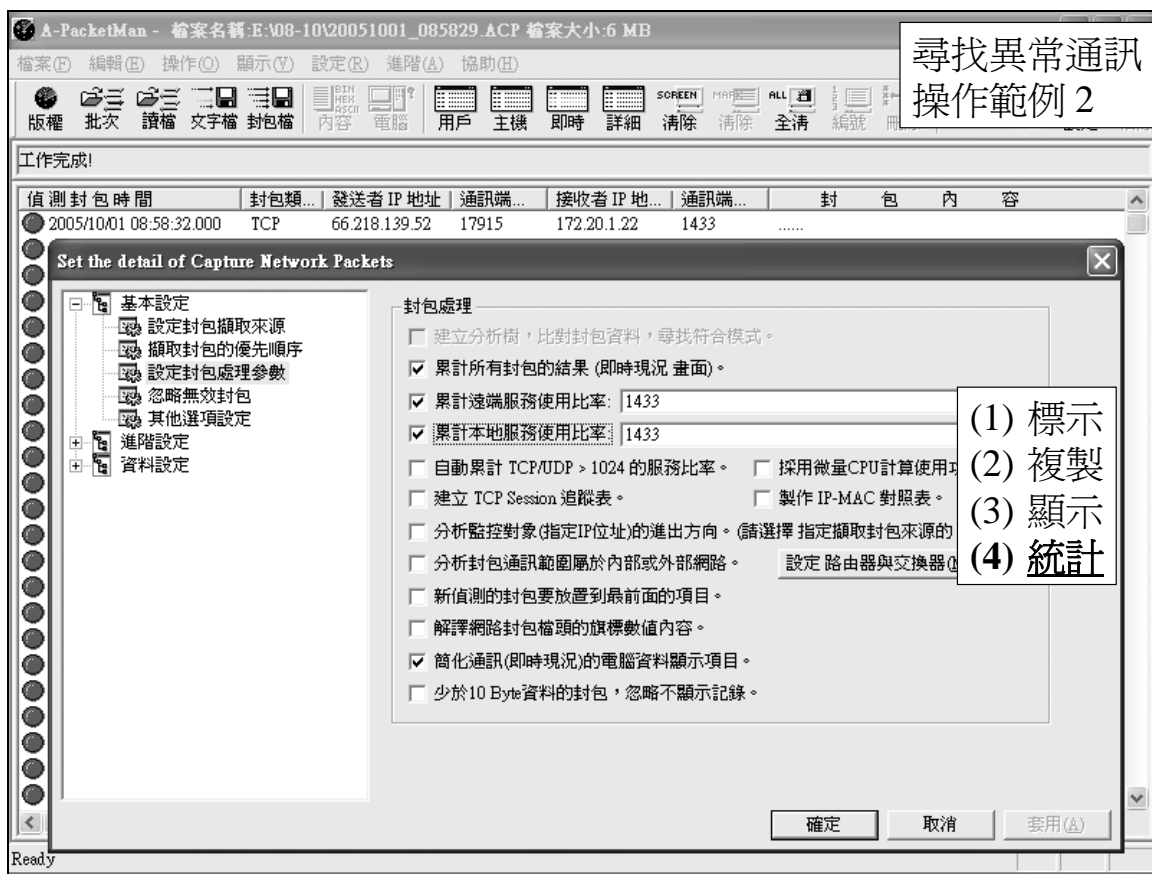 A-PacketMan - 檔案名稱:E:\08-10\20051001_085829.ACP 檔案大小:6 MB
尋找異常通訊
操作範例 2
檔案(F) 編輯(E) 操作(O) 顯示(V) 設定(R) 進階(A) 協助(H)
BIN HEX ASCII SCREEN MAP ALL
版權 批次 讀檔 文字檔 封包檔 內容 電腦 用戶 主機 即時 詳細 清除 清除 全清 編號
工作完成!
偵測封包時間 封包類... 發送者 IP 地址 通訊端... 接收者 IP 地... 通訊端... 封 包 內 容
2005/10/01 08:58:32.000 TCP 66.218.139.52 17915 172.20.1.22 1433 ......
Set the detail of Capture Network Packets
基本設定
設定封包擷取來源
擷取封包的優先順序
設定封包處理參數
忽略無效封包
其他選項設定
進階設定
資料設定
封包處理
建立分析樹,比對封包資料,尋找符合模式。
累計所有封包的結果 (即時現況 畫面)。
累計遠端服務使用比率: 1433
累計本地服務使用比率: 1433
自動累計 TCP/UDP > 1024 的服務比率。 採用微量CPU計算使用
建立 TCP Session 追蹤表。 製作 IP-MAC 對照表。
分析監控對象(指定IP位址)的進出方向。(請選擇 指定擷取封包來源的
分析封包通訊範圍屬於內部或外部網路。 設定 路由器與交換器
新偵測的封包要放置到最前面的項目。
解譯網路封包檔頭的旗標數值內容。
簡化通訊(即時現況)的電腦資料顯示項目。
少於10 Byte資料的封包,忽略不顯示記錄。
(1) 標示
(2) 複製
(3) 顯示
(4) 統計
確定 取消 套用(A)
Ready